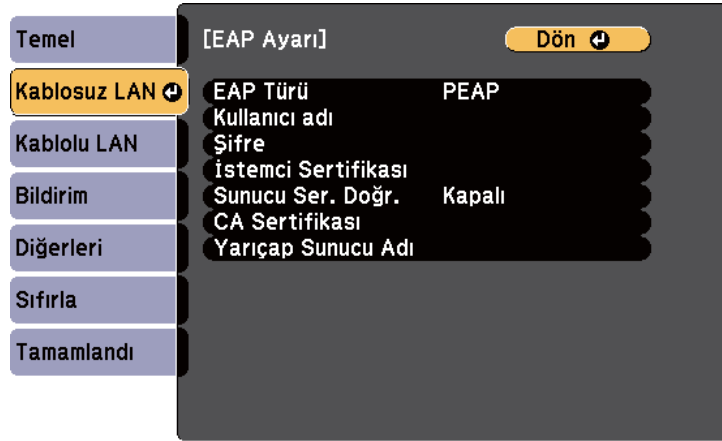 Temel
Kablosuz LAN
Kablolu LAN
Bildirim
Diğerleri
Sıfırla
Tamamlandı
[EAP Ayarı]
Dön
EAP Türü PEAP
Kullanıcı adı
Şifre
İstemci Sertifikası
Sunucu Ser. Doğr. Kapalı
CA Sertifikası
Yarıçap Sunucu Adı